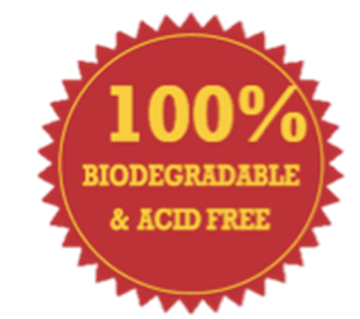 100%
BIODEGRADABLE
& ACID FREE